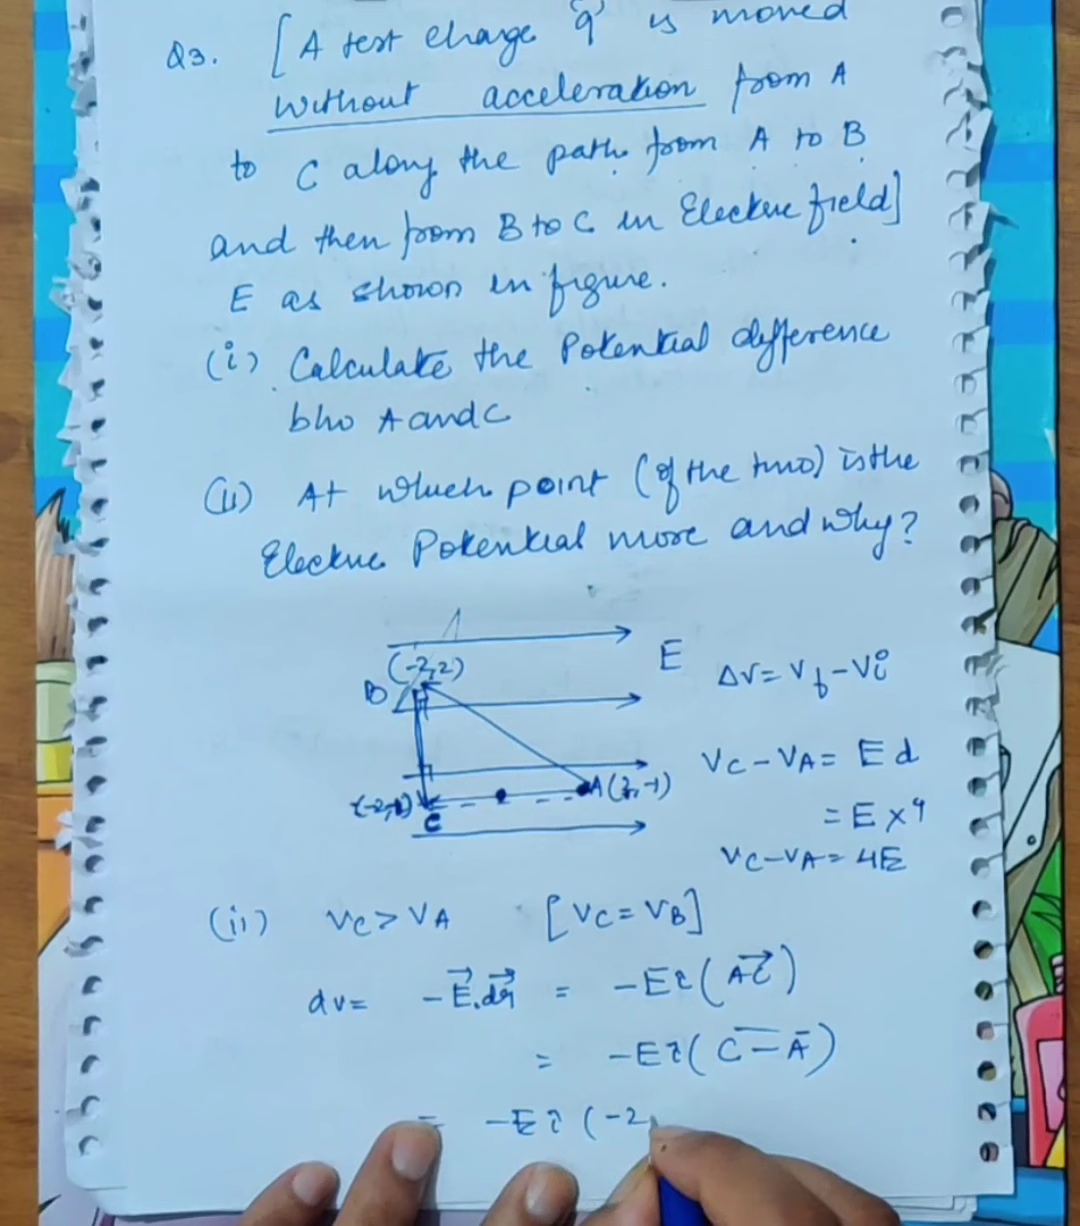 Q3. [A test charge 'q' is moved
without acceleration from A
to C along the path from A to B
and then from B to C in Electric field]
E as shown in figure.
(i) Calculate the Potential difference
b/w A and C
(ii) At which point (of the two) is the
Electric Potential more and why?
E
(-2,2)
B
ΔV = Vf - Vi
VC - VA = Ed
A (2,-1)
C
= E x 4
VC - VA = 4E
(ii) VC > VA [VC = VB]
dv = -E⃗.dr⃗ = -Eî(AC⃗)
= -Eî(C̄ - Ā)
= -Eî(-2